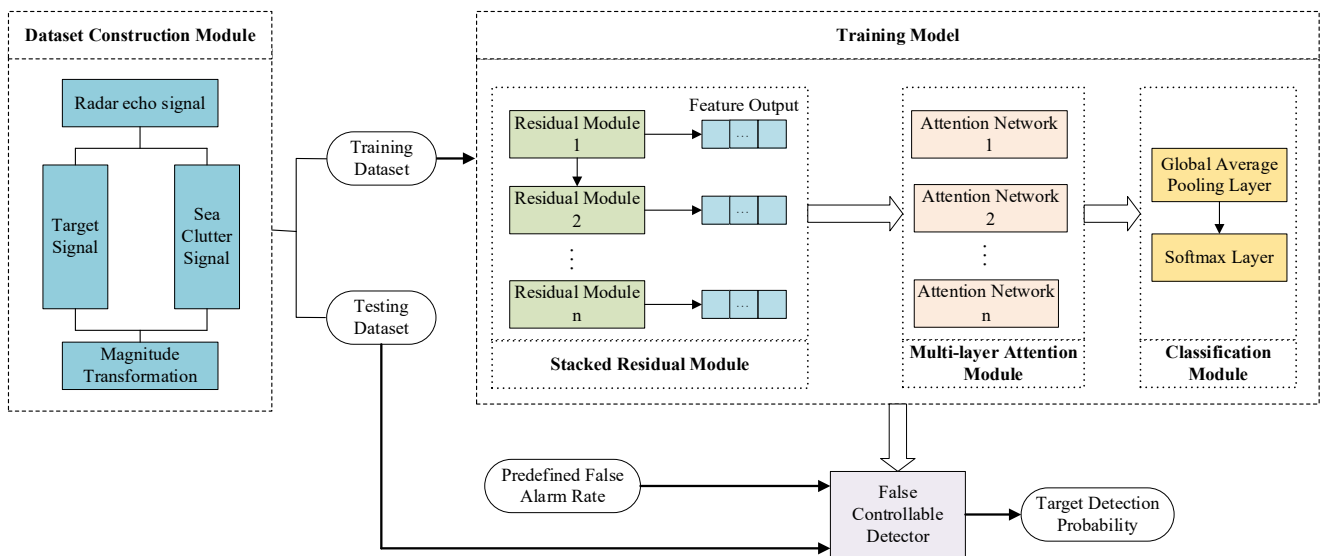 Dataset Construction Module
Radar echo signal
Target
Signal
Sea
Clutter
Signal
Magnitude
Transformation
Training
Dataset
Testing
Dataset
Training Model
Feature Output
Residual Module
1
...
Residual Module
2
...
⋮
Residual Module
n
...
Stacked Residual Module
Attention Network
1
Attention Network
2
⋮
Attention Network
n
Multi-layer Attention
Module
Global Average
Pooling Layer
Softmax Layer
Classification
Module
Predefined False
Alarm Rate
False
Controllable
Detector
Target Detection
Probability